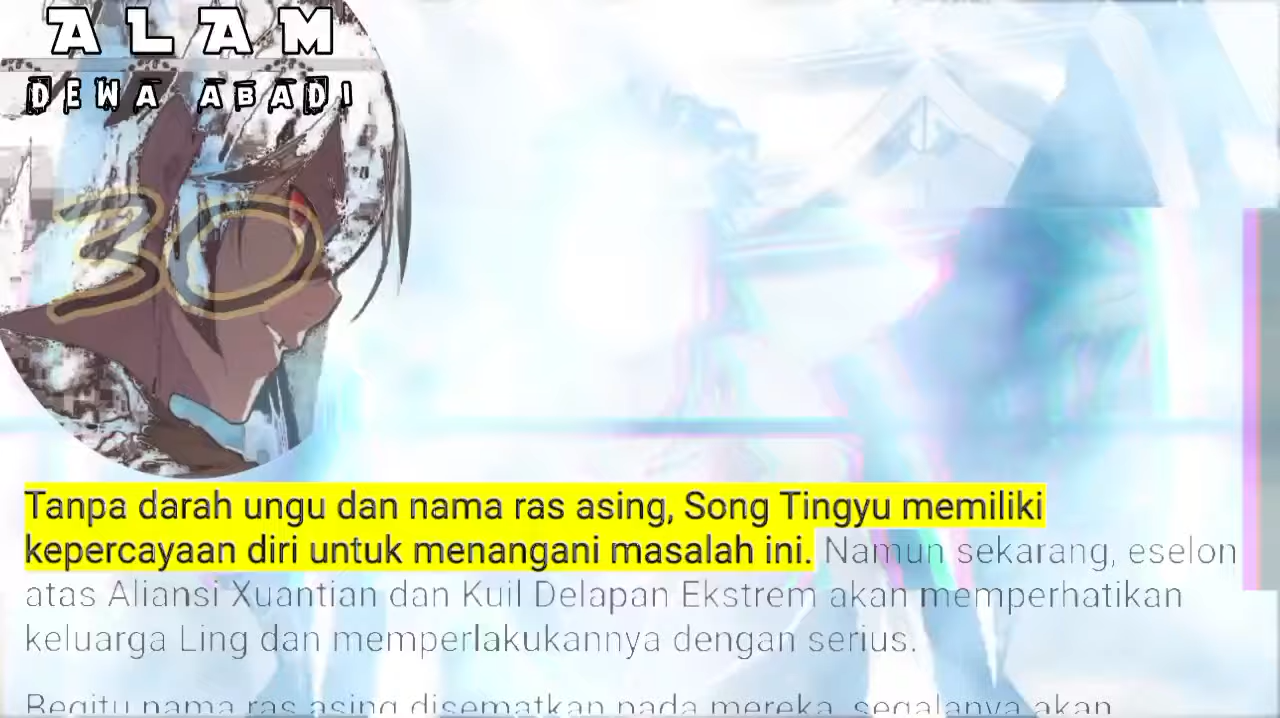 ALAM
DEWA ABADI
30
Tanpa darah ungu dan nama ras asing, Song Tingyu memiliki
kepercayaan diri untuk menangani masalah ini. Namun sekarang, eselon
atas Aliansi Xuantian dan Kuil Delapan Ekstrem akan memperhatikan
keluarga Ling dan memperlakukannya dengan serius.
Begitu nama ras asing disematkan pada mereka, segalanya akan